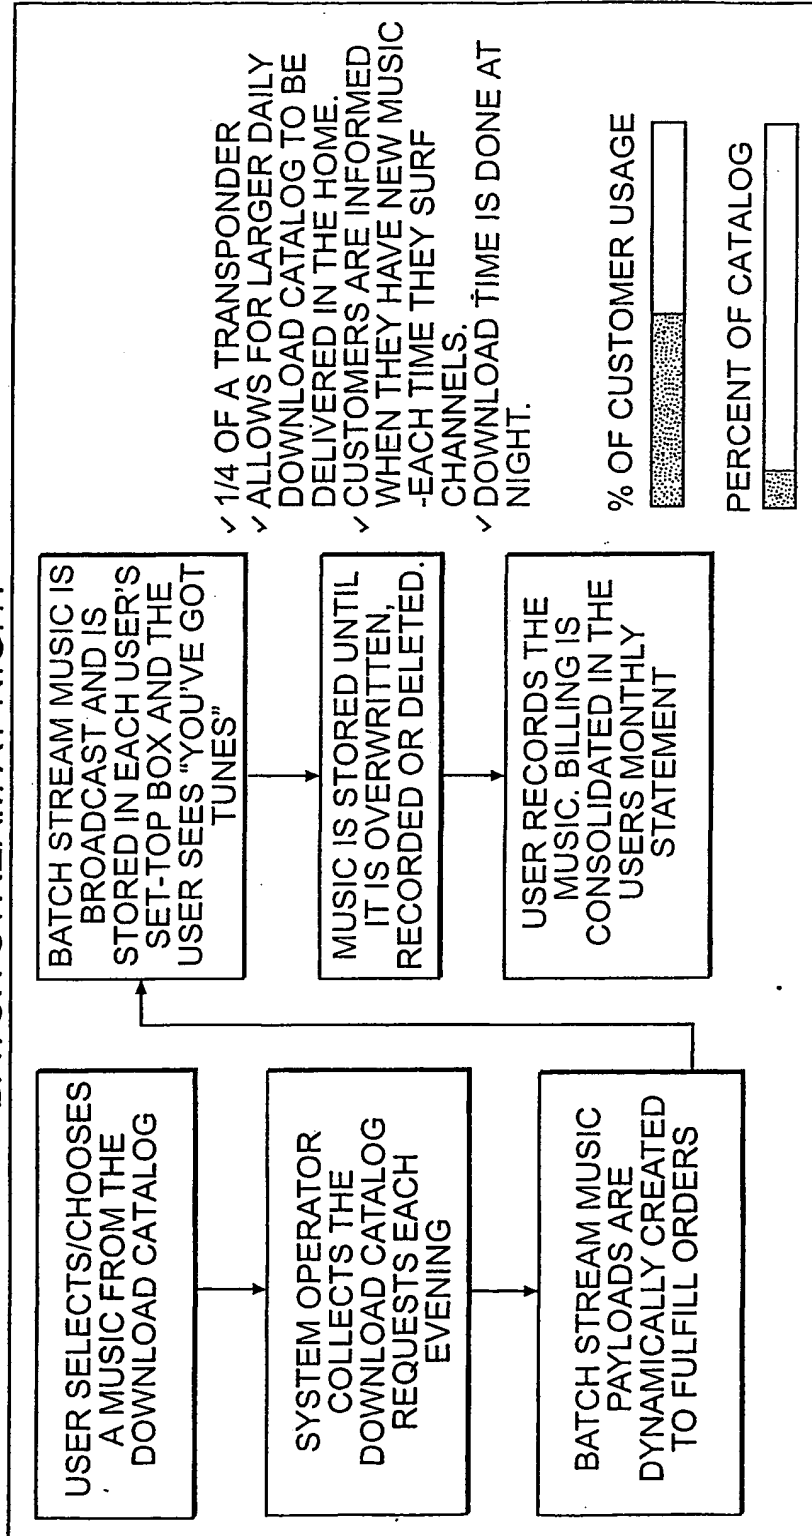 USER SELECTS/CHOOSES
A MUSIC FROM THE
DOWNLOAD CATALOG
SYSTEM OPERATOR
COLLECTS THE
DOWNLOAD CATALOG
REQUESTS EACH
EVENING
BATCH STREAM MUSIC
PAYLOADS ARE
DYNAMICALLY CREATED
TO FULFILL ORDERS
BATCH STREAM MUSIC IS
BROADCAST AND IS
STORED IN EACH USER'S
SET-TOP BOX AND THE
USER SEES "YOU'VE GOT
TUNES"
MUSIC IS STORED UNTIL
IT IS OVERWRITTEN,
RECORDED OR DELETED.
USER RECORDS THE
MUSIC. BILLING IS
CONSOLIDATED IN THE
USERS MONTHLY
STATEMENT
✓ 1/4 OF A TRANSPONDER
✓ ALLOWS FOR LARGER DAILY
DOWNLOAD CATALOG TO BE
DELIVERED IN THE HOME.
✓ CUSTOMERS ARE INFORMED
WHEN THEY HAVE NEW MUSIC
-EACH TIME THEY SURF
CHANNELS.
✓ DOWNLOAD TIME IS DONE AT
NIGHT.
% OF CUSTOMER USAGE
PERCENT OF CATALOG